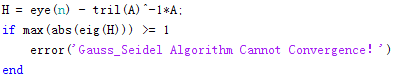 H = eye(n) - tril(A)^-1*A;
if max(abs(eig(H))) >= 1
error('Gauss_Seidel Algorithm Cannot Convergence！')
end